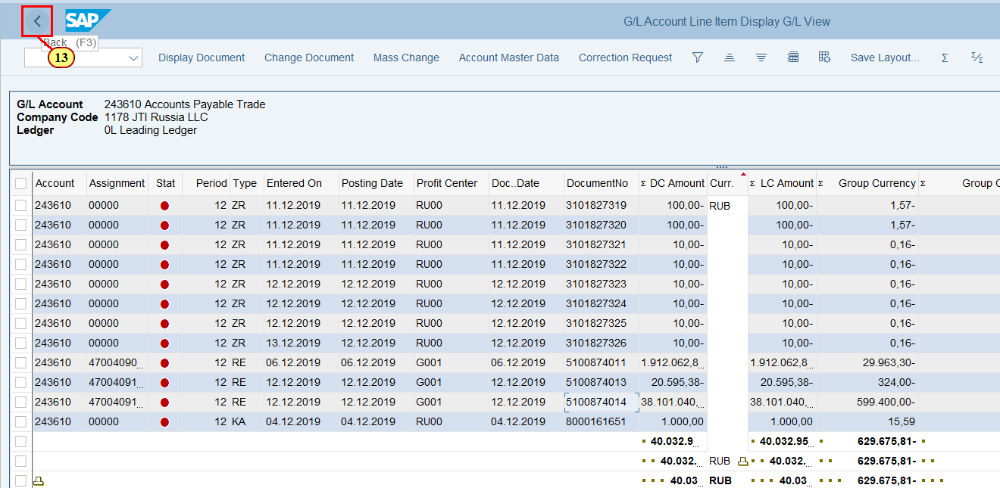 SAP
G/L Account Line Item Display G/L View
Back (F3)
13
Display Document Change Document Mass Change Account Master Data Correction Request Save Layout... Σ Σ/Σ
G/L Account 243610 Accounts Payable Trade
Company Code 1178 JTI Russia LLC
Ledger 0L Leading Ledger
Account Assignment Stat Period Type Entered On Posting Date Profit Center Doc..Date DocumentNo Σ DC Amount Curr. Σ LC Amount Σ Group Currency Σ Group C
243610 00000 12 ZR 11.12.2019 11.12.2019 RU00 11.12.2019 3101827319 100,00- RUB 100,00- 1,57-
243610 00000 12 ZR 11.12.2019 11.12.2019 RU00 11.12.2019 3101827320 100,00- 100,00- 1,57-
243610 00000 12 ZR 11.12.2019 11.12.2019 RU00 11.12.2019 3101827321 10,00- 10,00- 0,16-
243610 00000 12 ZR 11.12.2019 11.12.2019 RU00 11.12.2019 3101827322 10,00- 10,00- 0,16-
243610 00000 12 ZR 12.12.2019 12.12.2019 RU00 12.12.2019 3101827323 10,00- 10,00- 0,16-
243610 00000 12 ZR 12.12.2019 12.12.2019 RU00 12.12.2019 3101827324 10,00- 10,00- 0,16-
243610 00000 12 ZR 12.12.2019 12.12.2019 RU00 12.12.2019 3101827325 10,00- 10,00- 0,16-
243610 00000 12 ZR 13.12.2019 12.12.2019 RU00 12.12.2019 3101827326 10,00- 10,00- 0,16-
243610 47004090... 12 RE 06.12.2019 06.12.2019 G001 06.12.2019 5100874011 1.912.062,8... 1.912.062,8... 29.963,30-
243610 47004091... 12 RE 12.12.2019 12.12.2019 G001 12.12.2019 5100874013 20.595,38- 20.595,38- 324,00-
243610 47004091... 12 RE 12.12.2019 12.12.2019 G001 12.12.2019 5100874014 38.101.040,... 38.101.040,... 599.400,00-
243610 00000 12 KA 04.12.2019 04.12.2019 RU00 04.12.2019 8000161651 1.000,00 1.000,00 15,59
40.032.9... 40.032.95... 629.675,81-
40.032.... RUB 40.032.... 629.675,81-
40.03... RUB 40.03... 629.675,81-